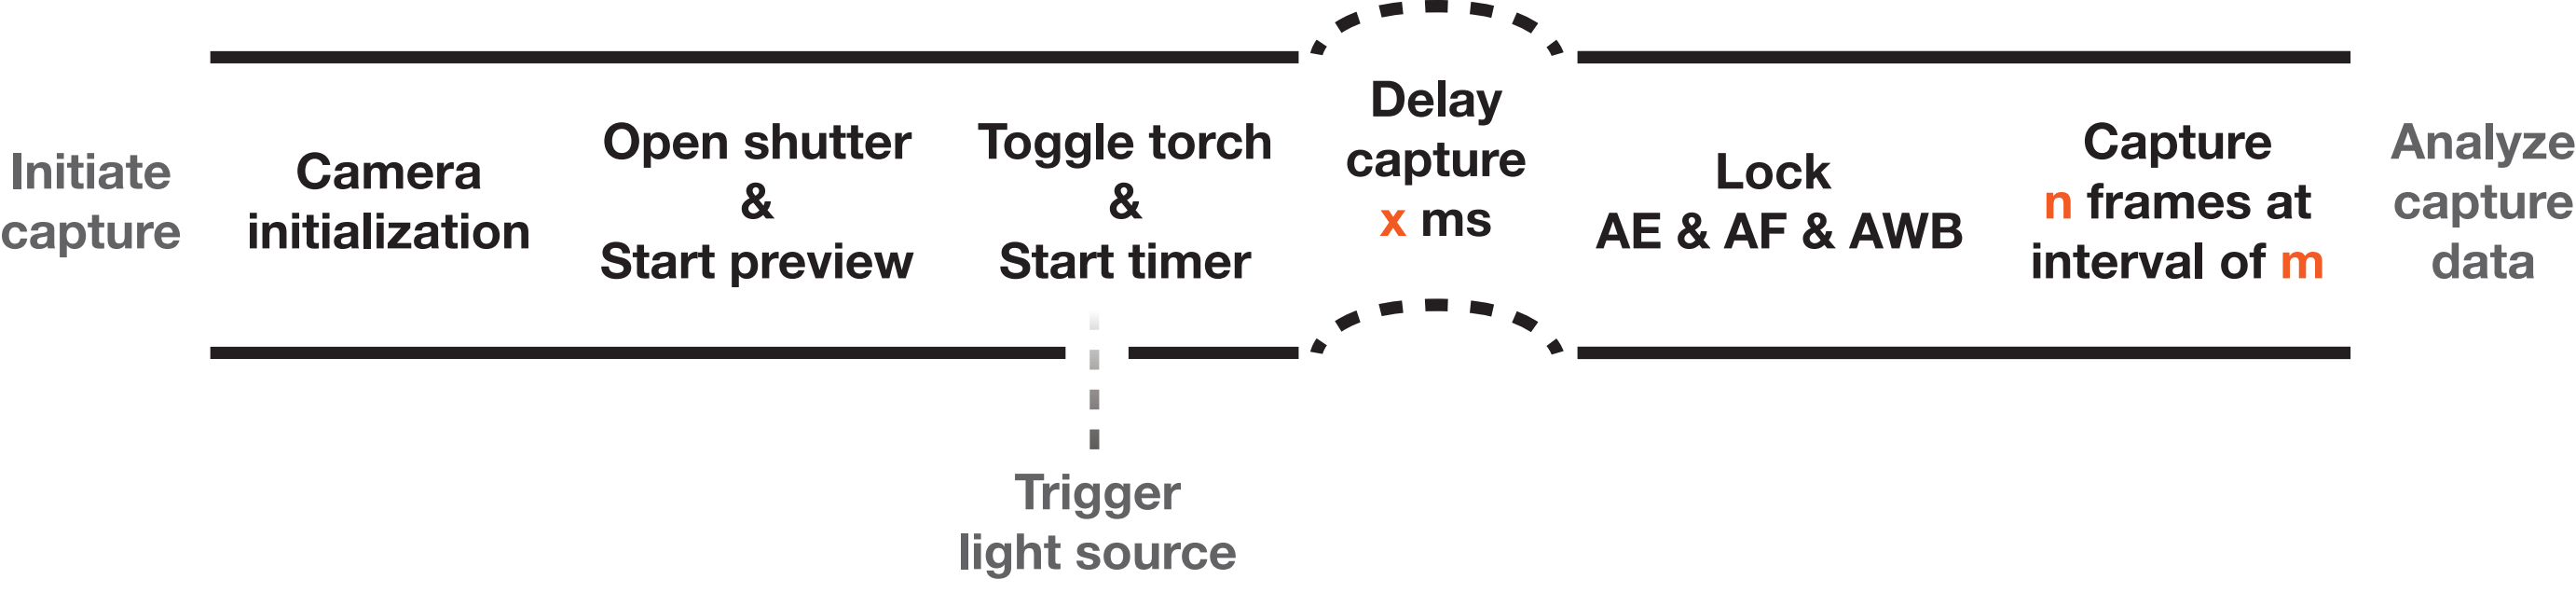 Initiate
capture
Camera
initialization
Open shutter
&
Start preview
Toggle torch
&
Start timer
Trigger
light source
Delay
capture
x ms
Lock
AE & AF & AWB
Capture
n frames at
interval of m
Analyze
capture
data